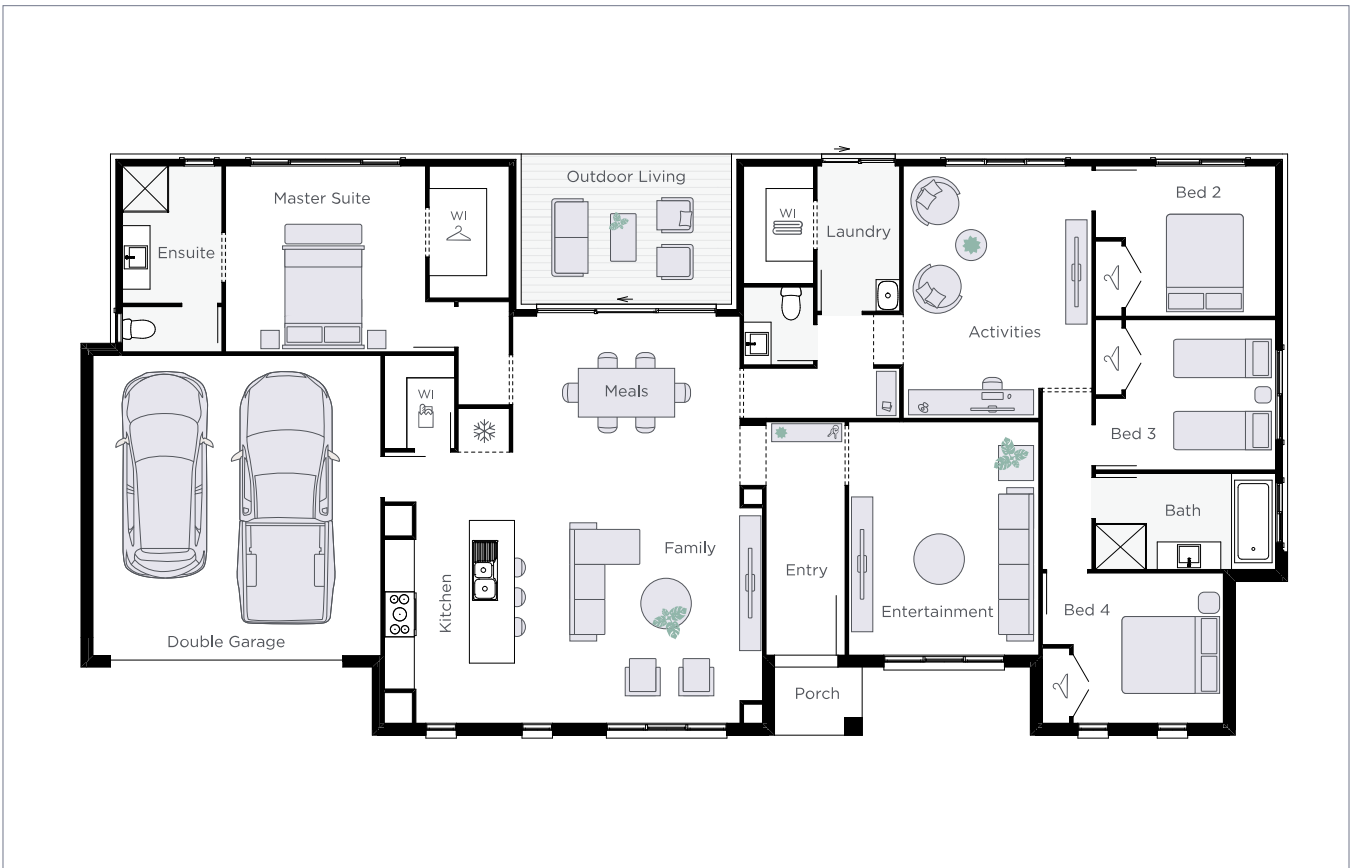 Outdoor Living
Master Suite
Bed 2
WI
WI
Laundry
Ensuite
Activities
Meals
WI
Bed 3
Bath
Family
Entry
Kitchen
Entertainment
Bed 4
Double Garage
Porch